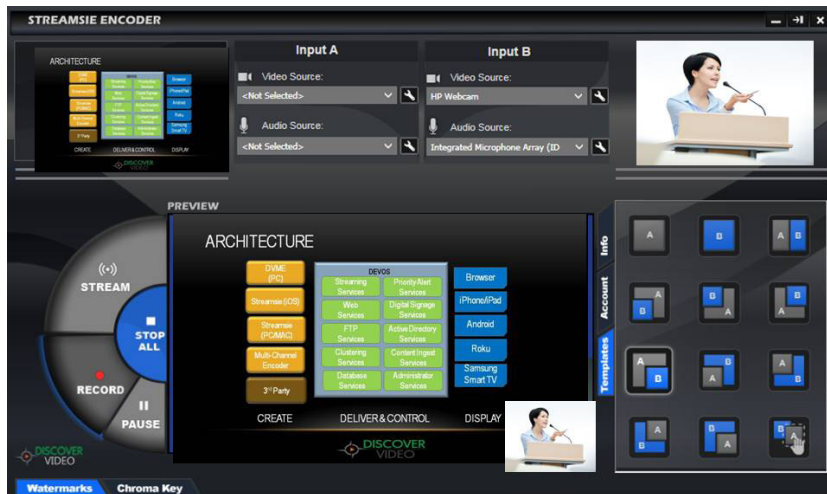 STREAMSIE ENCODER
ARCHITECTURE
CREATE DELIVER & CONTROL DISPLAY
DISCOVER
VIDEO
Input A
Video Source:
<Not Selected>
Audio Source:
<Not Selected>
Input B
Video Source:
HP Webcam
Audio Source:
Integrated Microphone Array (ID
PREVIEW
STREAM
STOP
ALL
RECORD
PAUSE
DISCOVER
VIDEO
ARCHITECTURE
DVME
(PC)
Streamsie (iOS)
Streamsie
(PC/MAC)
Multi-Channel
Encoder
3rd Party
CREATE
DEVOS
Streaming
Services
Priority Alert
Services
Web
Services
Digital Signage
Services
FTP
Services
Active Directory
Services
Clustering
Services
Content Ingest
Services
Database
Services
Administrator
Services
DELIVER & CONTROL
Browser
iPhone/iPad
Android
Roku
Samsung
Smart TV
DISPLAY
DISCOVER
VIDEO
Info
Account
Templates
A
B
A B
B A
B A
A B
A B
B A
A B
B A
B A
B A
Watermarks Chroma Key